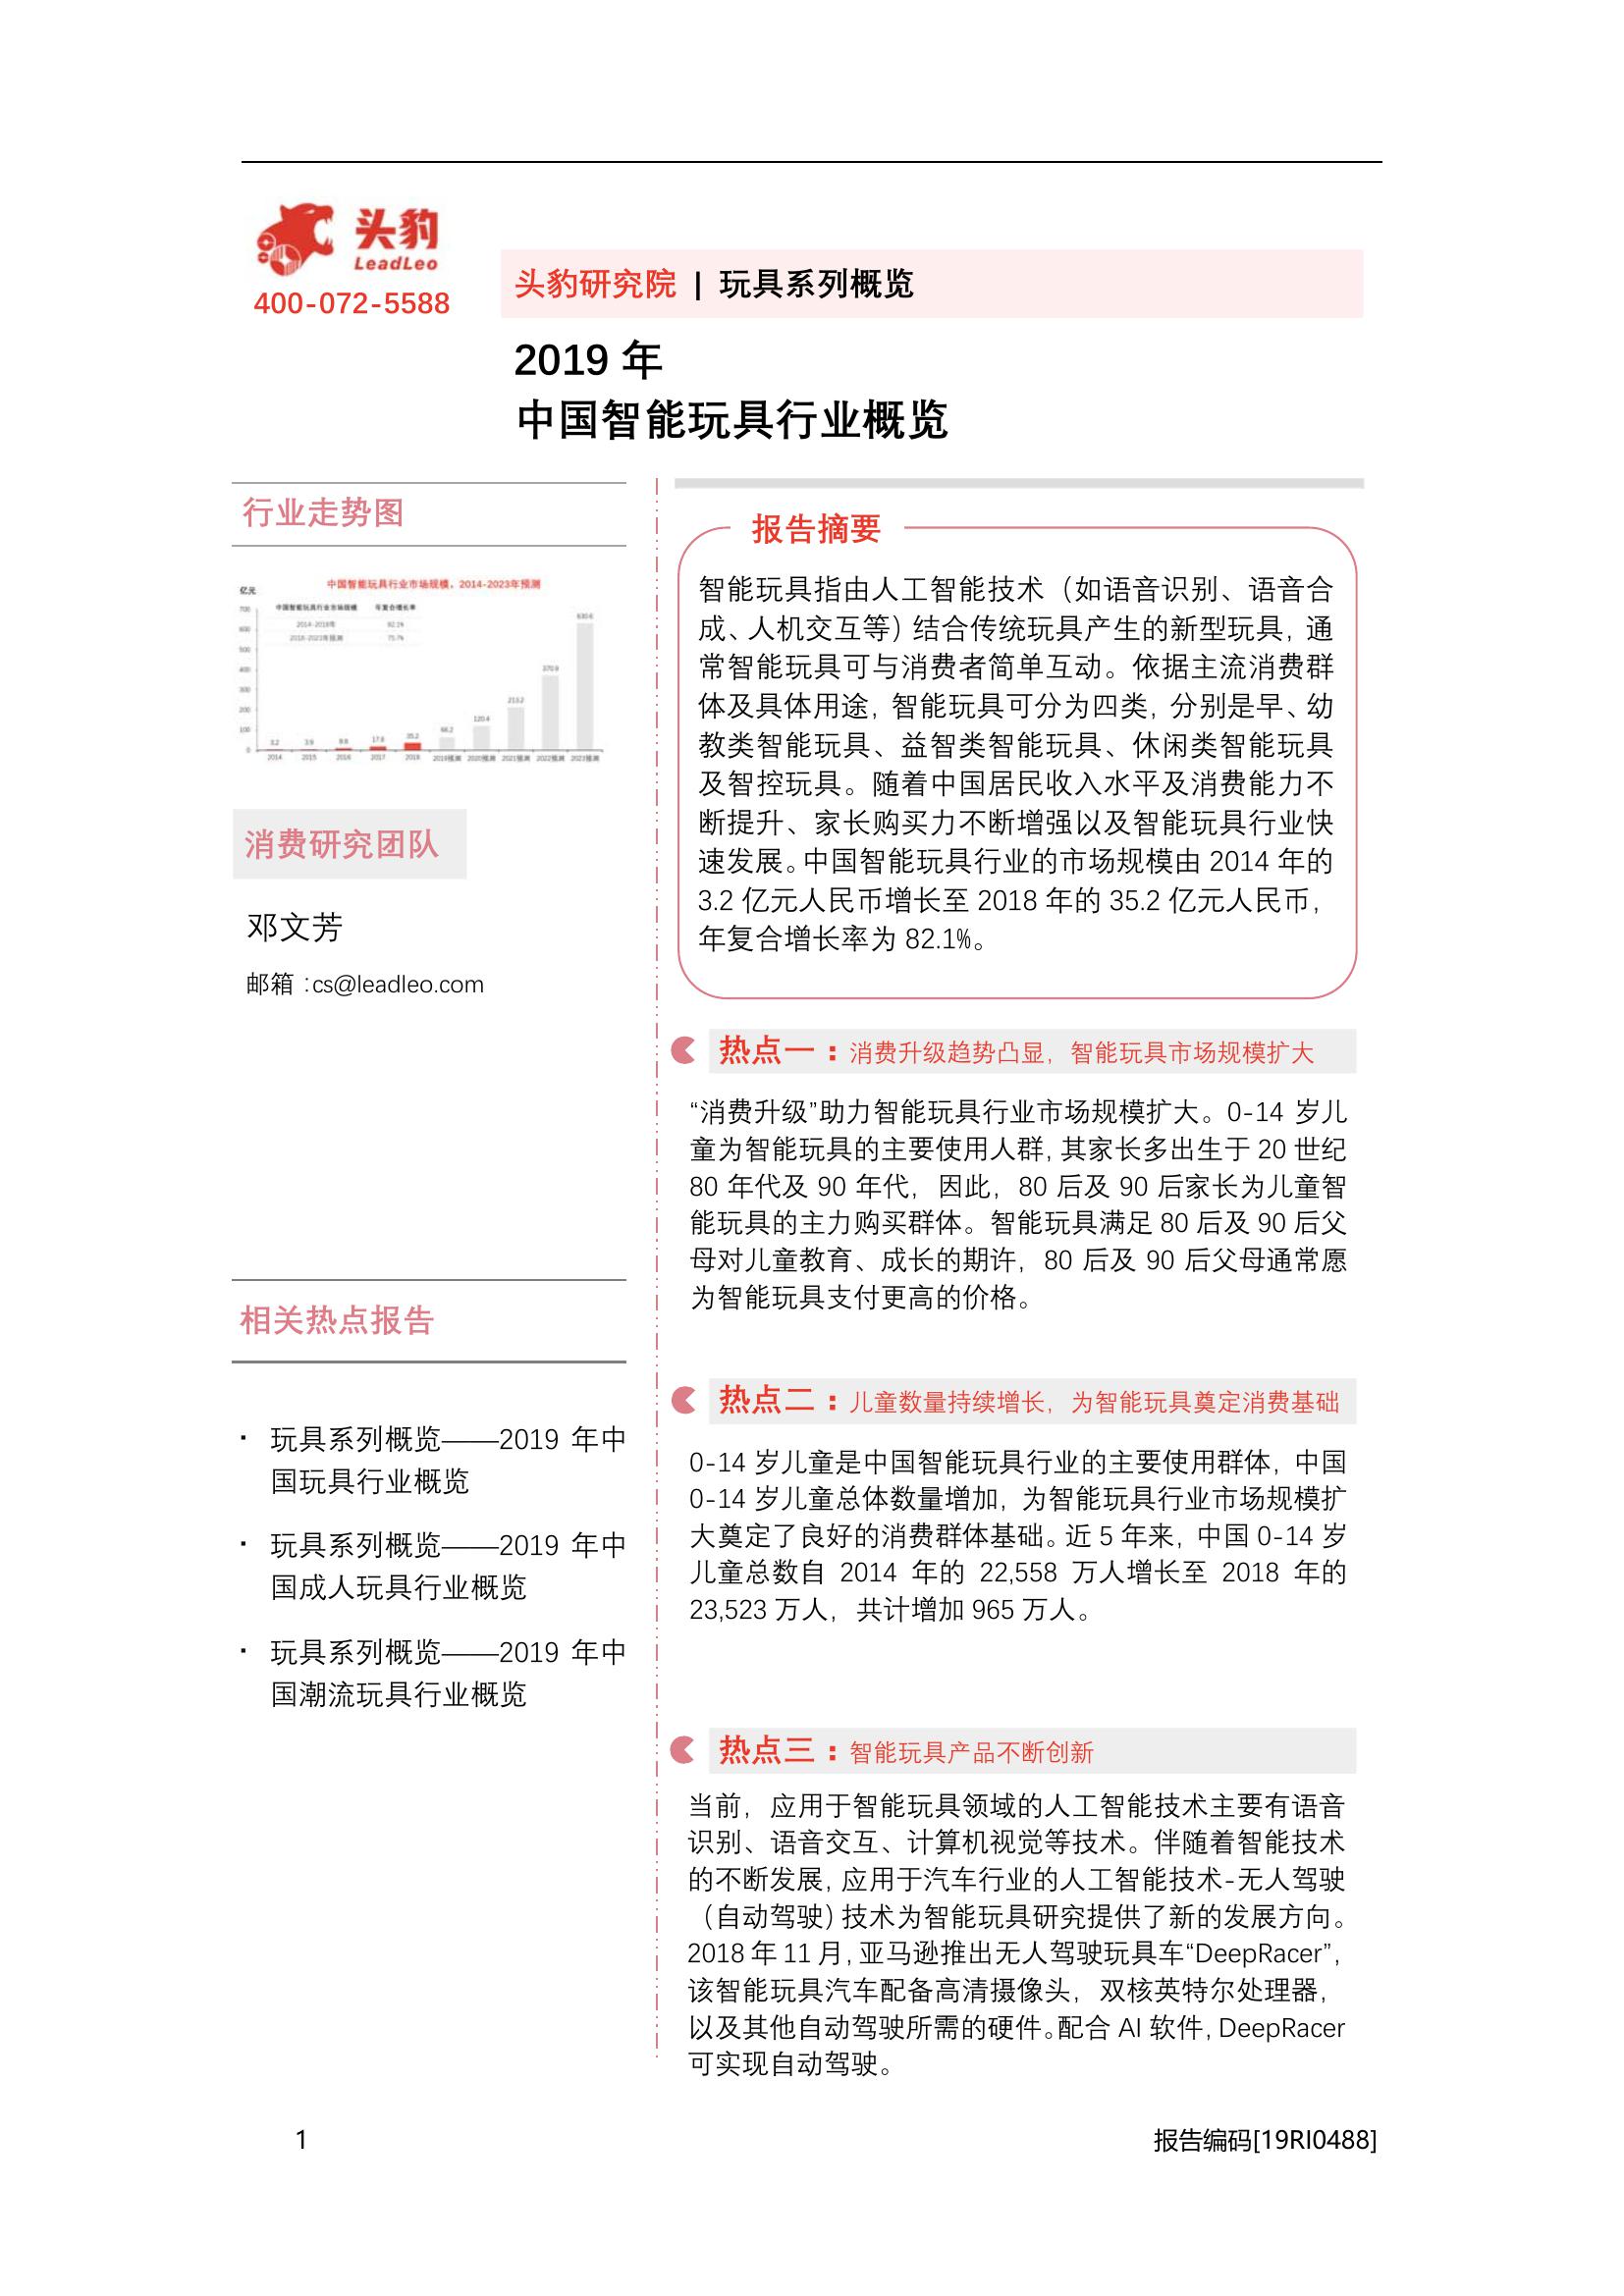 头豹
LeadLeo
400-072-5588
头豹研究院 | 玩具系列概览
2019 年
中国智能玩具行业概览
行业走势图
中国智能玩具行业市场规模，2014-2023年预测
亿元
中国智能玩具行业市场规模 年复合增长率
2014-2018年 82.1%
2018-2023年预测
700
600
500
400
300
200
100
0
3.2
3.9
17.8
35.2
66.2
120.4
213.2
370.9
630.6
2014 2015 2016 2017 2018 2019预测 2020预测 2021预测 2022预测 2023预测
消费研究团队
邓文芳
邮箱：cs@leadleo.com
相关热点报告
· 玩具系列概览——2019 年中
国玩具行业概览
· 玩具系列概览——2019 年中
国成人玩具行业概览
· 玩具系列概览——2019 年中
国潮流玩具行业概览
报告摘要
智能玩具指由人工智能技术（如语音识别、语音合
成、人机交互等）结合传统玩具产生的新型玩具，通
常智能玩具可与消费者简单互动。依据主流消费群
体及具体用途，智能玩具可分为四类，分别是早、幼
教类智能玩具、益智类智能玩具、休闲类智能玩具
及智控玩具。随着中国居民收入水平及消费能力不
断提升、家长购买力不断增强以及智能玩具行业快
速发展。中国智能玩具行业的市场规模由 2014 年的
3.2 亿元人民币增长至 2018 年的 35.2 亿元人民币，
年复合增长率为 82.1%。
热点一：消费升级趋势凸显，智能玩具市场规模扩大
“消费升级”助力智能玩具行业市场规模扩大。0-14 岁儿
童为智能玩具的主要使用人群，其家长多出生于 20 世纪
80 年代及 90 年代，因此，80 后及 90 后家长为儿童智
能玩具的主力购买群体。智能玩具满足 80 后及 90 后父
母对儿童教育、成长的期许，80 后及 90 后父母通常愿
为智能玩具支付更高的价格。
热点二：儿童数量持续增长，为智能玩具奠定消费基础
0-14 岁儿童是中国智能玩具行业的主要使用群体，中国
0-14 岁儿童总体数量增加，为智能玩具行业市场规模扩
大奠定了良好的消费群体基础。近 5 年来，中国 0-14 岁
儿童总数自 2014 年的 22,558 万人增长至 2018 年的
23,523 万人，共计增加 965 万人。
热点三：智能玩具产品不断创新
当前，应用于智能玩具领域的人工智能技术主要有语音
识别、语音交互、计算机视觉等技术。伴随着智能技术
的不断发展，应用于汽车行业的人工智能技术-无人驾驶
（自动驾驶）技术为智能玩具研究提供了新的发展方向。
2018 年 11 月，亚马逊推出无人驾驶玩具车“DeepRacer”，
该智能玩具汽车配备高清摄像头，双核英特尔处理器，
以及其他自动驾驶所需的硬件。配合 AI 软件，DeepRacer
可实现自动驾驶。
1
报告编码[19RI0488]